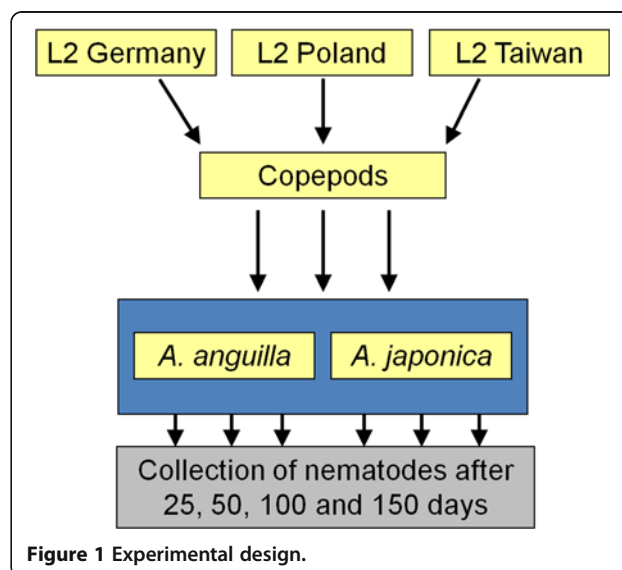 L2 Germany
L2 Poland
L2 Taiwan
Copepods
A. anguilla
A. japonica
Collection of nematodes after
25, 50, 100 and 150 days
Figure 1 Experimental design.